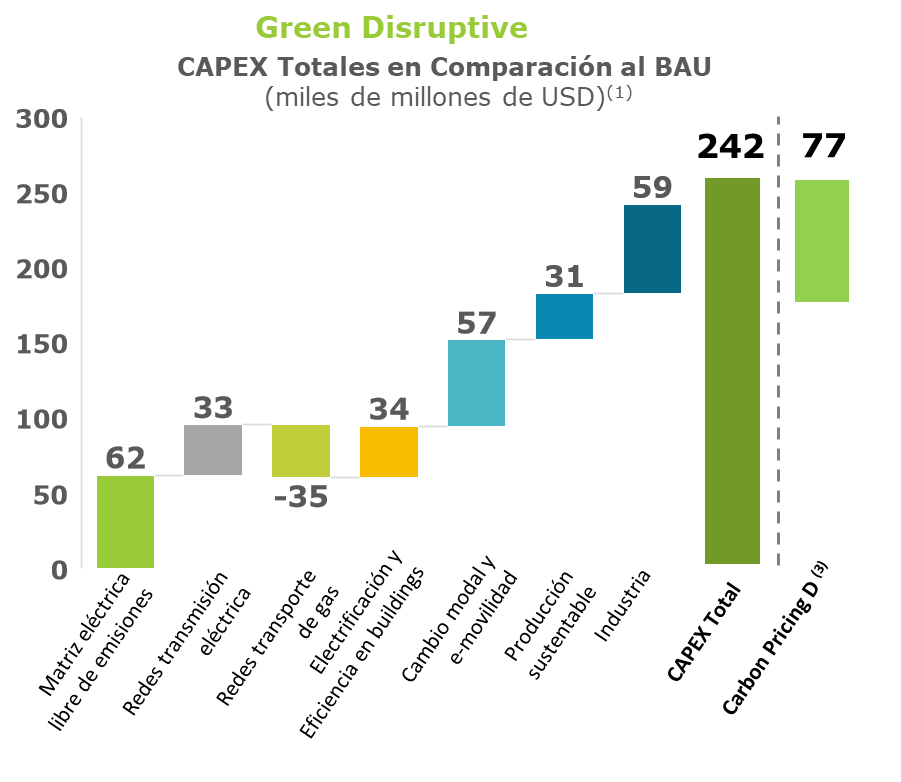 Green Disruptive
CAPEX Totales en Comparación al BAU
(miles de millones de USD)(1)
300
250
200
150
100
50
0
62
33
-35
34
57
31
59
242
77
Matriz eléctrica
libre de emisiones
Redes transmisión
eléctrica
Redes transporte
de gas
Electrificación y
Eficiencia en buildings
Cambio modal y
e-movilidad
Producción
sustentable
Industria
CAPEX Total
Carbon Pricing D (3)